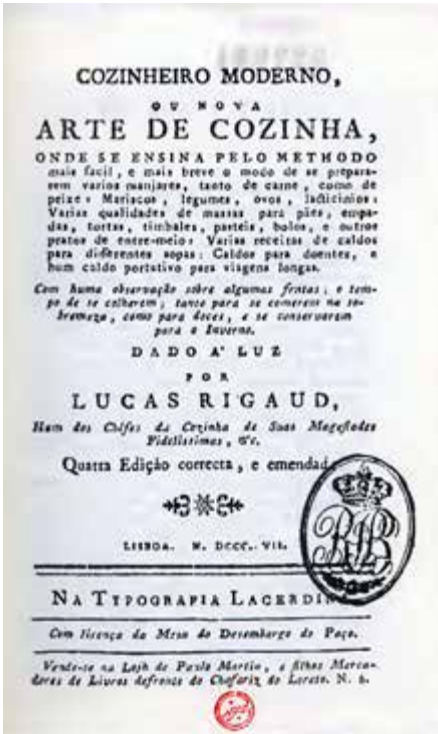 COZINHEIRO MODERNO,
OU NOVA
ARTE DE COZINHA,
ONDE SE ENSINA PELO METHODO
mais facil, e mais breve o modo de se prepara-
rem varios manjares, tanto de carne, como de
peixe: Mariscos, legumes, ovos, lacticinios:
Varias qualidades de massas para pães, empa-
das, tortas, timbales, pasteis, bolos, e outros
pratos de entre-meio: Varias receitas de caldos
para differentes sopas: Caldos para doentes, e
hum caldo portativo para viagens longas.
Com huma observação sobre algumas frutas; e tem-
po de se colherem; tanto para se comerem na so-
bremeza, como para doces, e se conservarem
para o Inverno.
DADO A' LUZ
POR
LUCAS RIGAUD,
Hum dos Chéfes da Cozinha de Suas Magestades
Fidelissimas, &c.
Quarta Edição correcta, e emendad
LISBOA. M. DCCC. VII.
NA TYPOGRAFIA LACERDIN
Com licença da Meza do Desembargo do Paço.
Vende-se na Loja de Paulo Martin, e filhos Merca-
dores de Livros defronte do Chafariz do Loreto. N. 6.